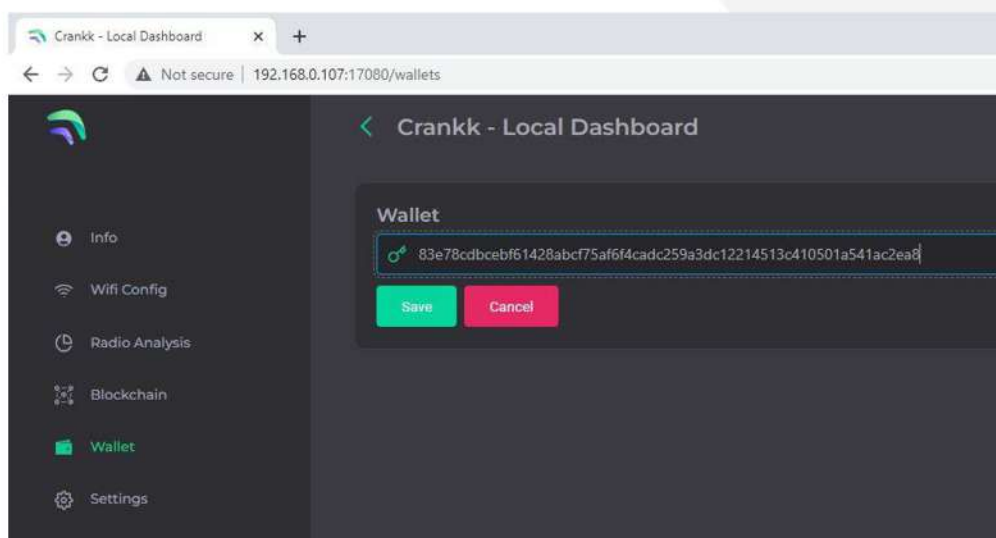 Crankk - Local Dashboard
Not secure | 192.168.0.107:17080/wallets
Crankk - Local Dashboard
Wallet
83e78cdbcebf61428abcf75af6f4cadc259a3dc12214513c410501a541ac2ea8
Save Cancel
Info
Wifi Config
Radio Analysis
Blockchain
Wallet
Settings